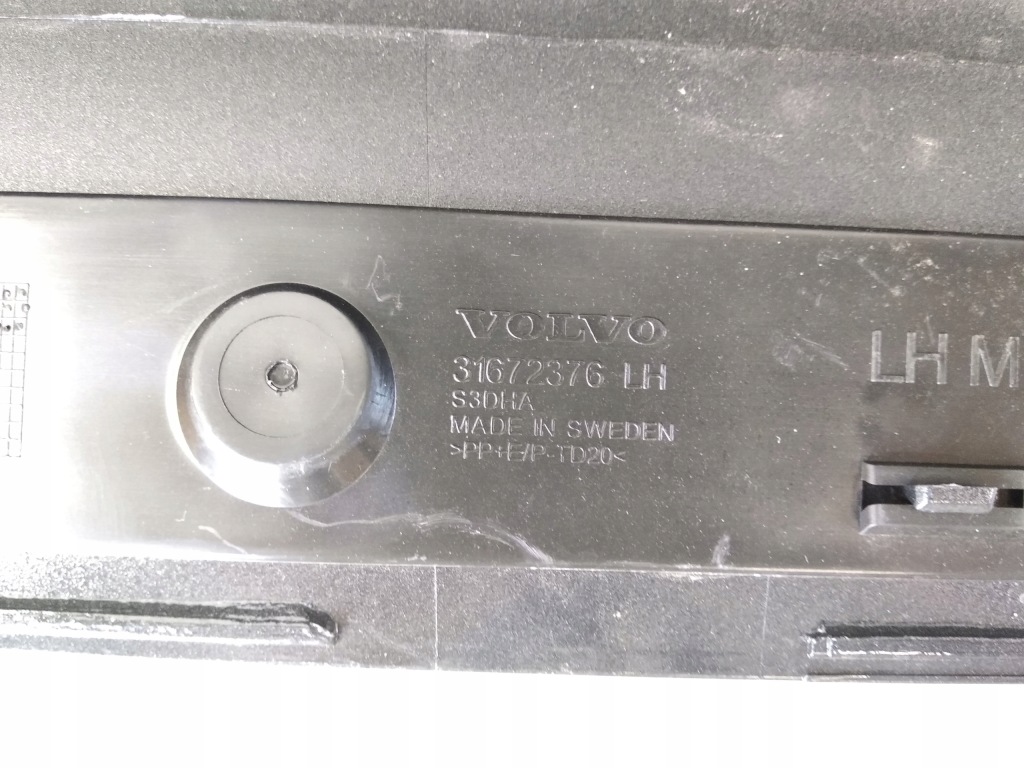 VOLVO
31672376 LH
S3DHA
MADE IN SWEDEN
>PP+E/P-TD20<
LH M